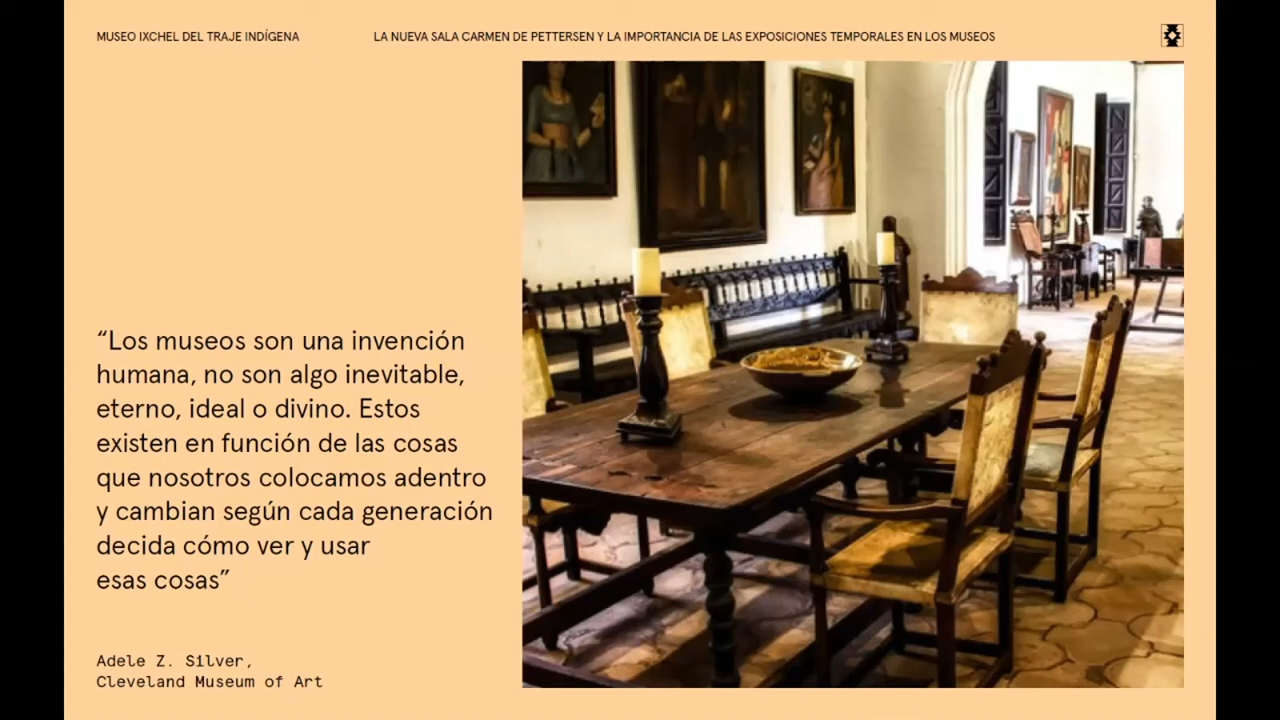 MUSEO IXCHEL DEL TRAJE INDÍGENA
LA NUEVA SALA CARMEN DE PETTERSEN Y LA IMPORTANCIA DE LAS EXPOSICIONES TEMPORALES EN LOS MUSEOS
“Los museos son una invención
humana, no son algo inevitable,
eterno, ideal o divino. Estos
existen en función de las cosas
que nosotros colocamos adentro
y cambian según cada generación
decida cómo ver y usar
esas cosas”
Adele Z. Silver,
Cleveland Museum of Art